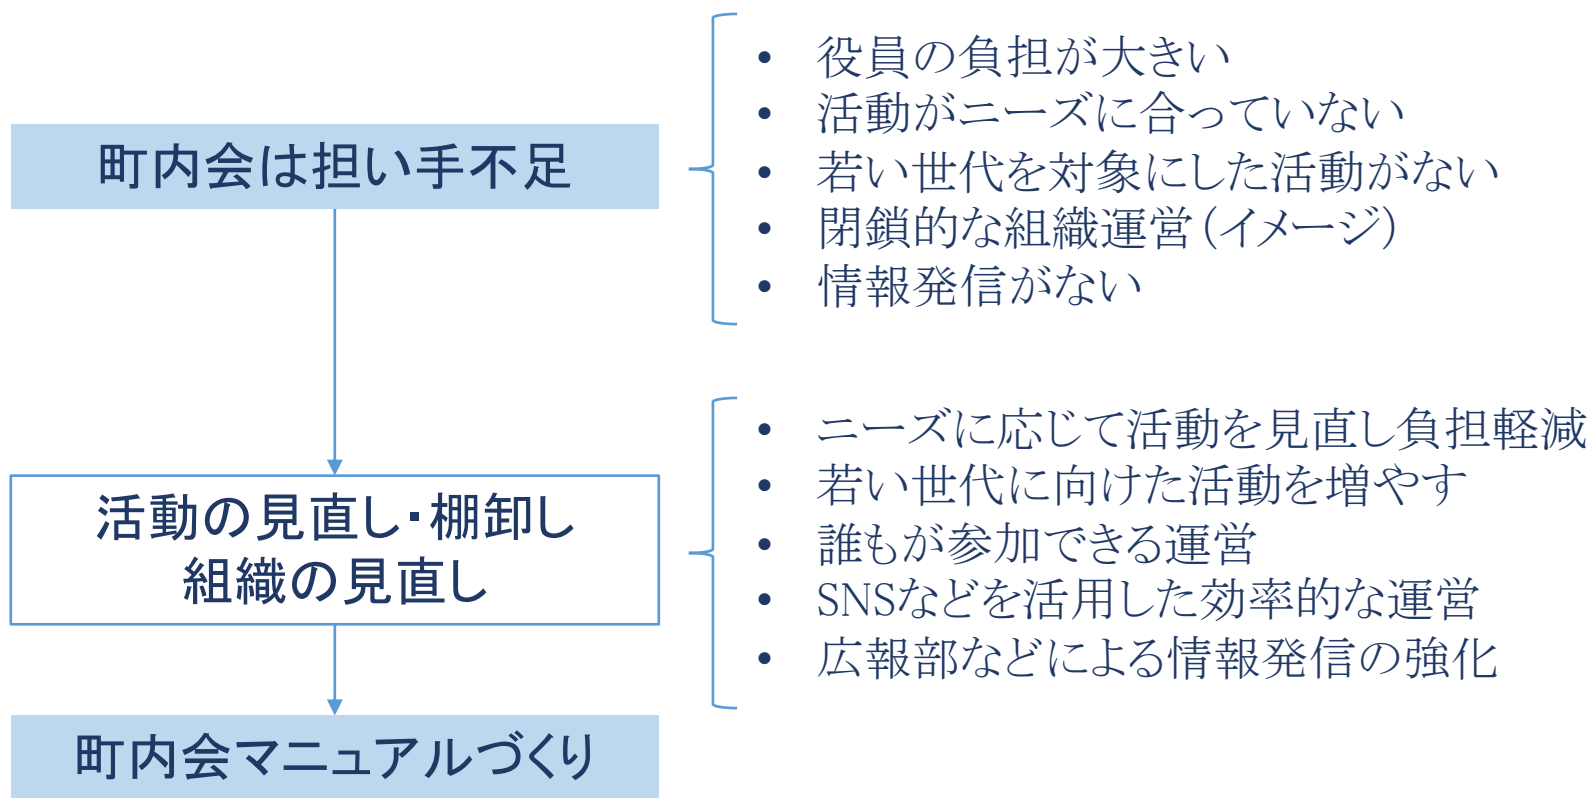 町内会は担い手不足
• 役員の負担が大きい
• 活動がニーズに合っていない
• 若い世代を対象にした活動がない
• 閉鎖的な組織運営(イメージ)
• 情報発信がない
活動の見直し・棚卸し
組織の見直し
• ニーズに応じて活動を見直し負担軽減
• 若い世代に向けた活動を増やす
• 誰もが参加できる運営
• SNSなどを活用した効率的な運営
• 広報部などによる情報発信の強化
町内会マニュアルづくり